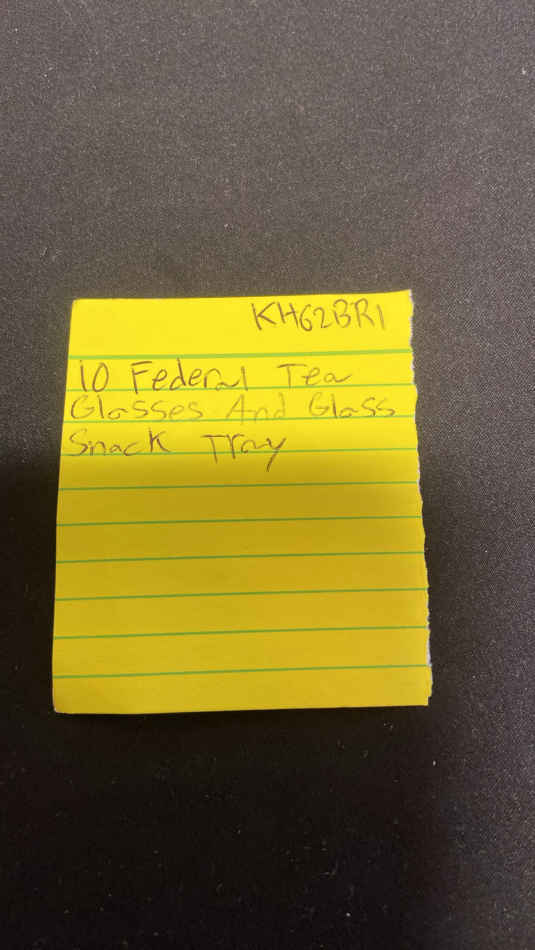 KH62BR1
10 Federal Tea
Glasses And Glass
Snack Tray